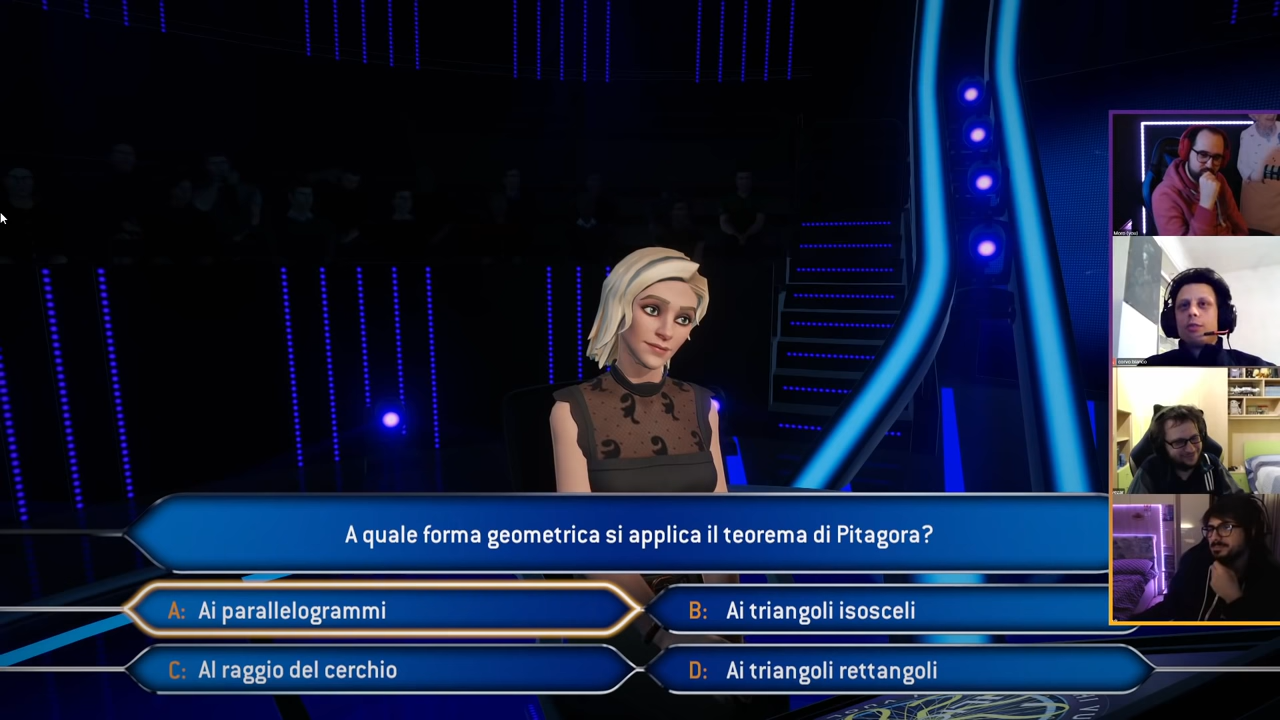 A quale forma geometrica si applica il teorema di Pitagora?
A: Ai parallelogrammi
B: Ai triangoli isosceli
C: Al raggio del cerchio
D: Ai triangoli rettangoli